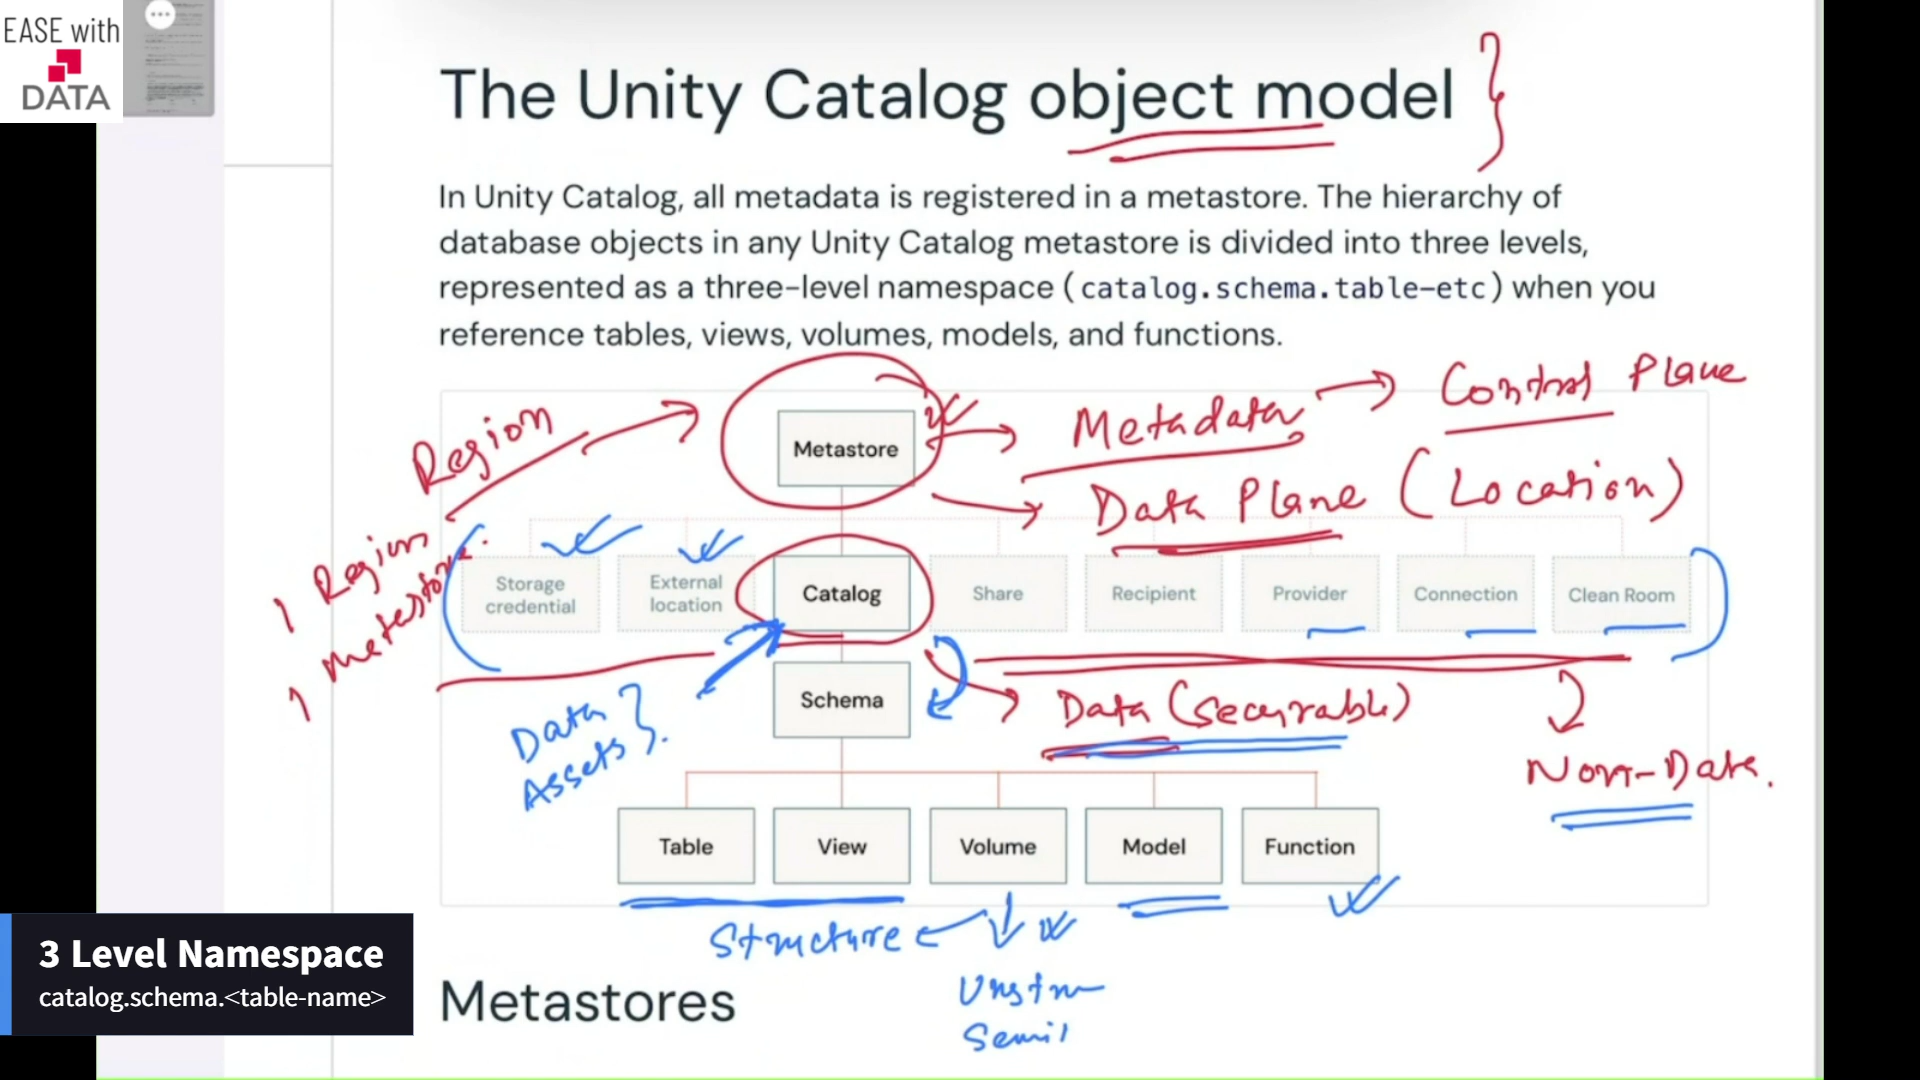 EASE with
DATA
The Unity Catalog object model
In Unity Catalog, all metadata is registered in a metastore. The hierarchy of
database objects in any Unity Catalog metastore is divided into three levels,
represented as a three-level namespace (catalog.schema.table-etc) when you
reference tables, views, volumes, models, and functions.
Region
Metastore
Metadata
Control Plane
Data Plane (Location)
1 Region
1 metastore.
Storage credential
External location
Catalog
Share
Recipient
Provider
Connection
Clean Room
Data Assets
Schema
Data (securable)
Non-Data.
Table
View
Volume
Model
Function
Structure
Semi
3 Level Namespace
catalog.schema.<table-name>
Metastores